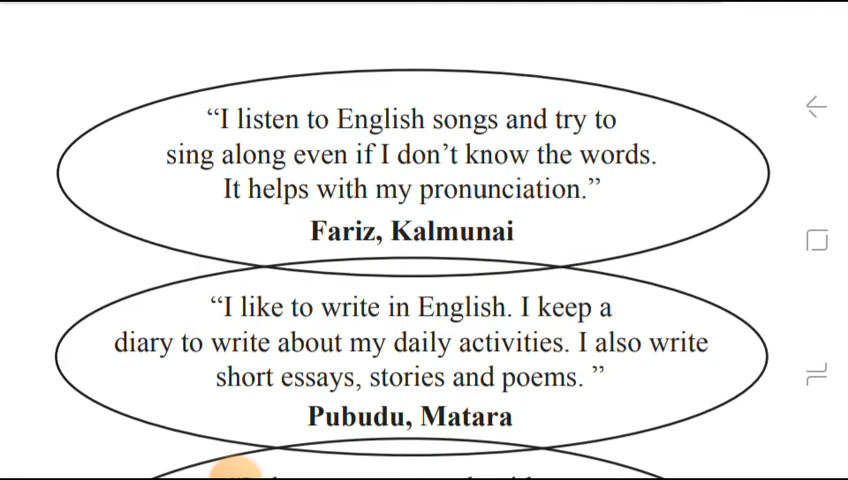 “I listen to English songs and try to
sing along even if I don’t know the words.
It helps with my pronunciation.”
Fariz, Kalmunai
“I like to write in English. I keep a
diary to write about my daily activities. I also write
short essays, stories and poems. ”
Pubudu, Matara